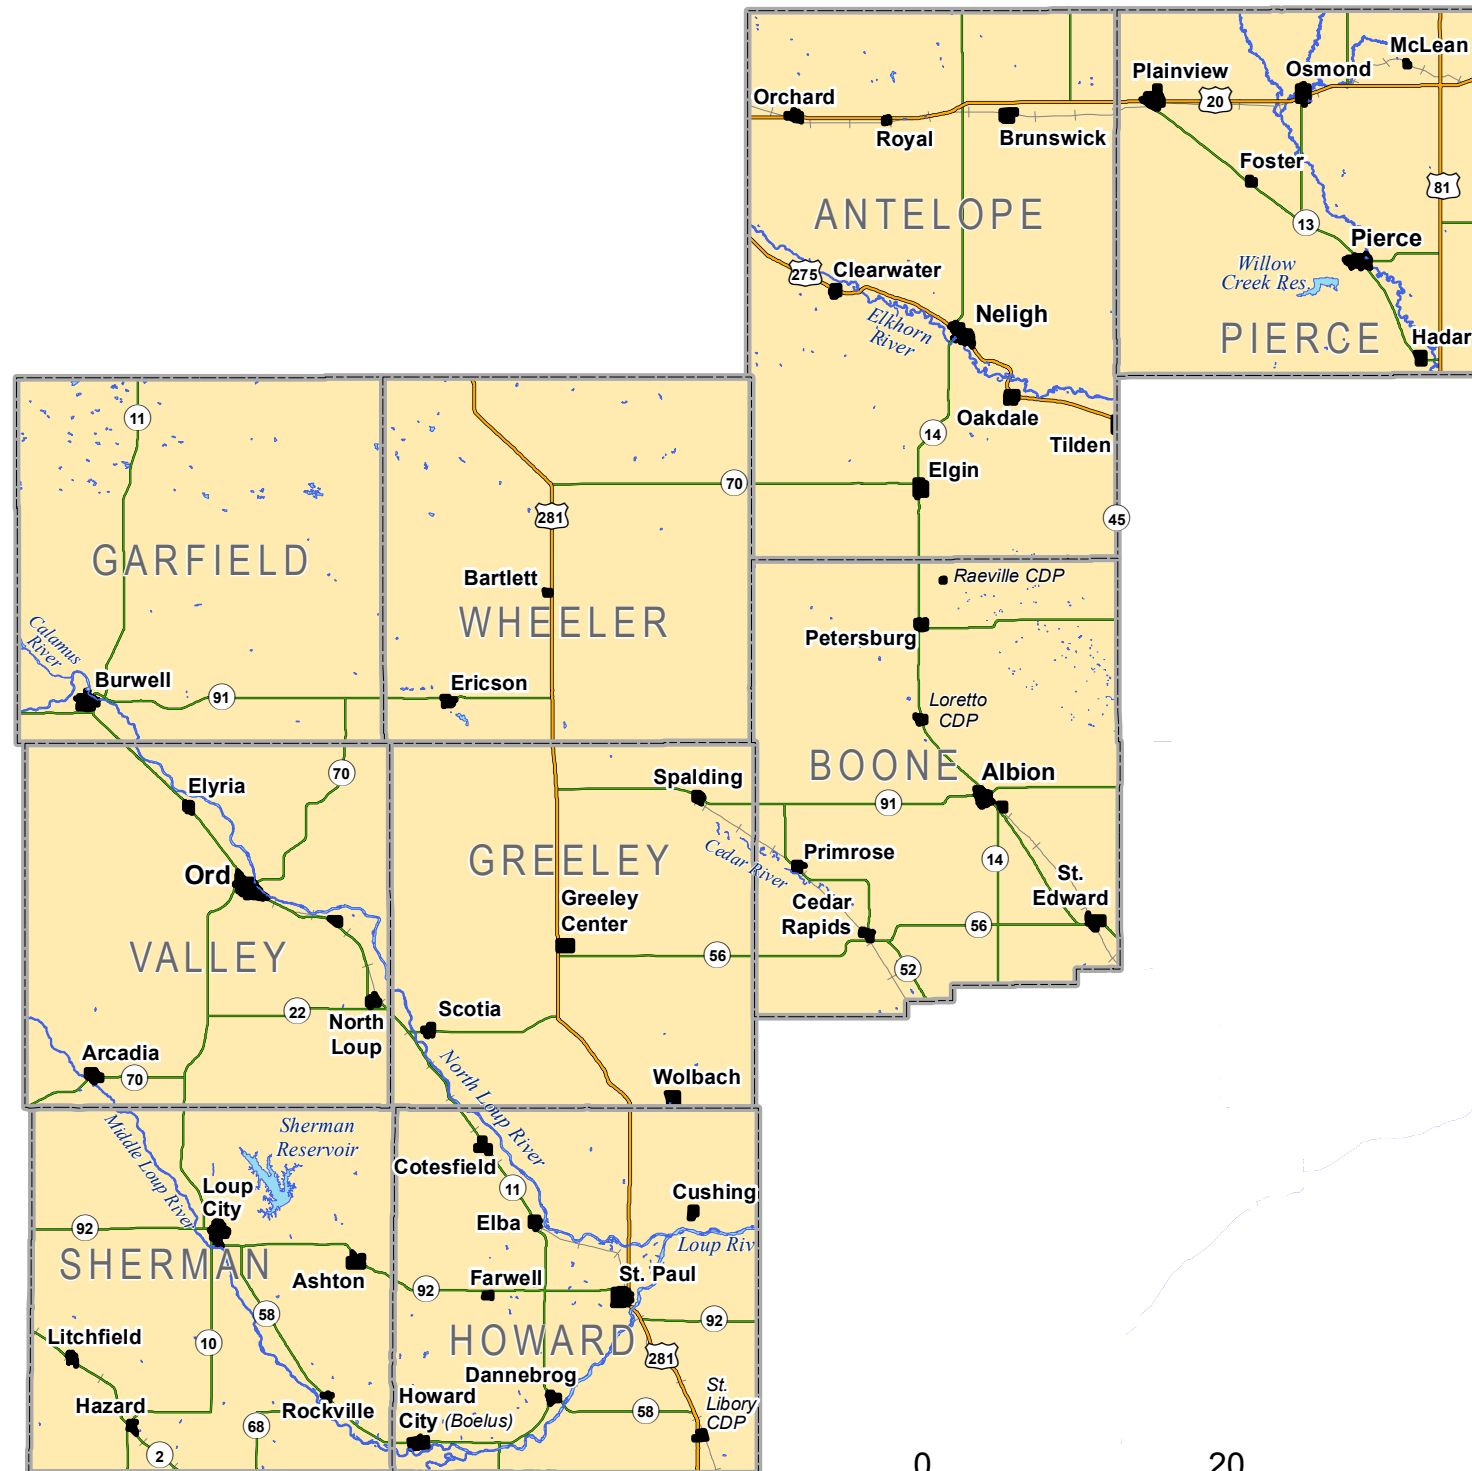 McLean
Plainview
Osmond
Orchard
20
Royal
Brunswick
Foster
81
ANTELOPE
13
Pierce
275
Clearwater
Willow
Creek Res.
Elkhorn
River
Neligh
PIERCE
Hadar
11
Oakdale
14
Tilden
Elgin
70
281
45
GARFIELD
Bartlett
Raeville CDP
WHEELER
Petersburg
Calamus
River
Burwell
91
Ericson
Loretto
CDP
BOONE
Albion
70
Spalding
Elyria
91
GREELEY
Cedar River
Primrose
14
Ord
St.
Edward
Greeley
Center
Cedar
Rapids
56
VALLEY
56
52
22
North
Loup
Scotia
Arcadia
70
North Loup River
Wolbach
Middle Loup River
Sherman
Reservoir
Cotesfield
Loup
City
11
Cushing
92
Elba
Loup Riv
SHERMAN
Ashton
92
Farwell
St. Paul
58
92
Litchfield
10
HOWARD
281
Dannebrog
Hazard
Rockville
Howard
City (Boelus)
58
St.
Libory
CDP
68
2
0 20